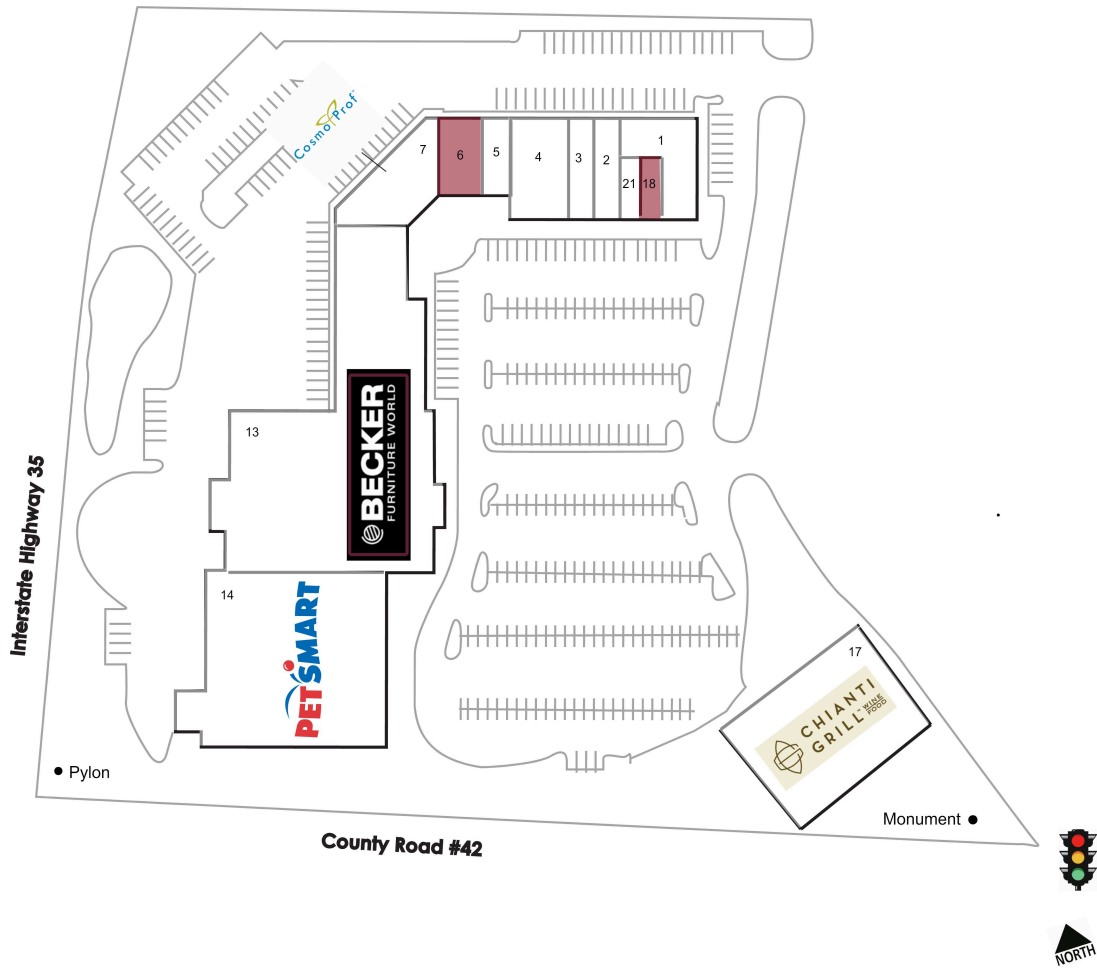 CosmoProf
1
7
6
5
4
3
2
21
18
13
BECKER
FURNITURE WORLD
Interstate Highway 35
14
PETSMART
17
CHIANTI
GRILL™ WINE
FOOD
Pylon
Monument
County Road #42
NORTH